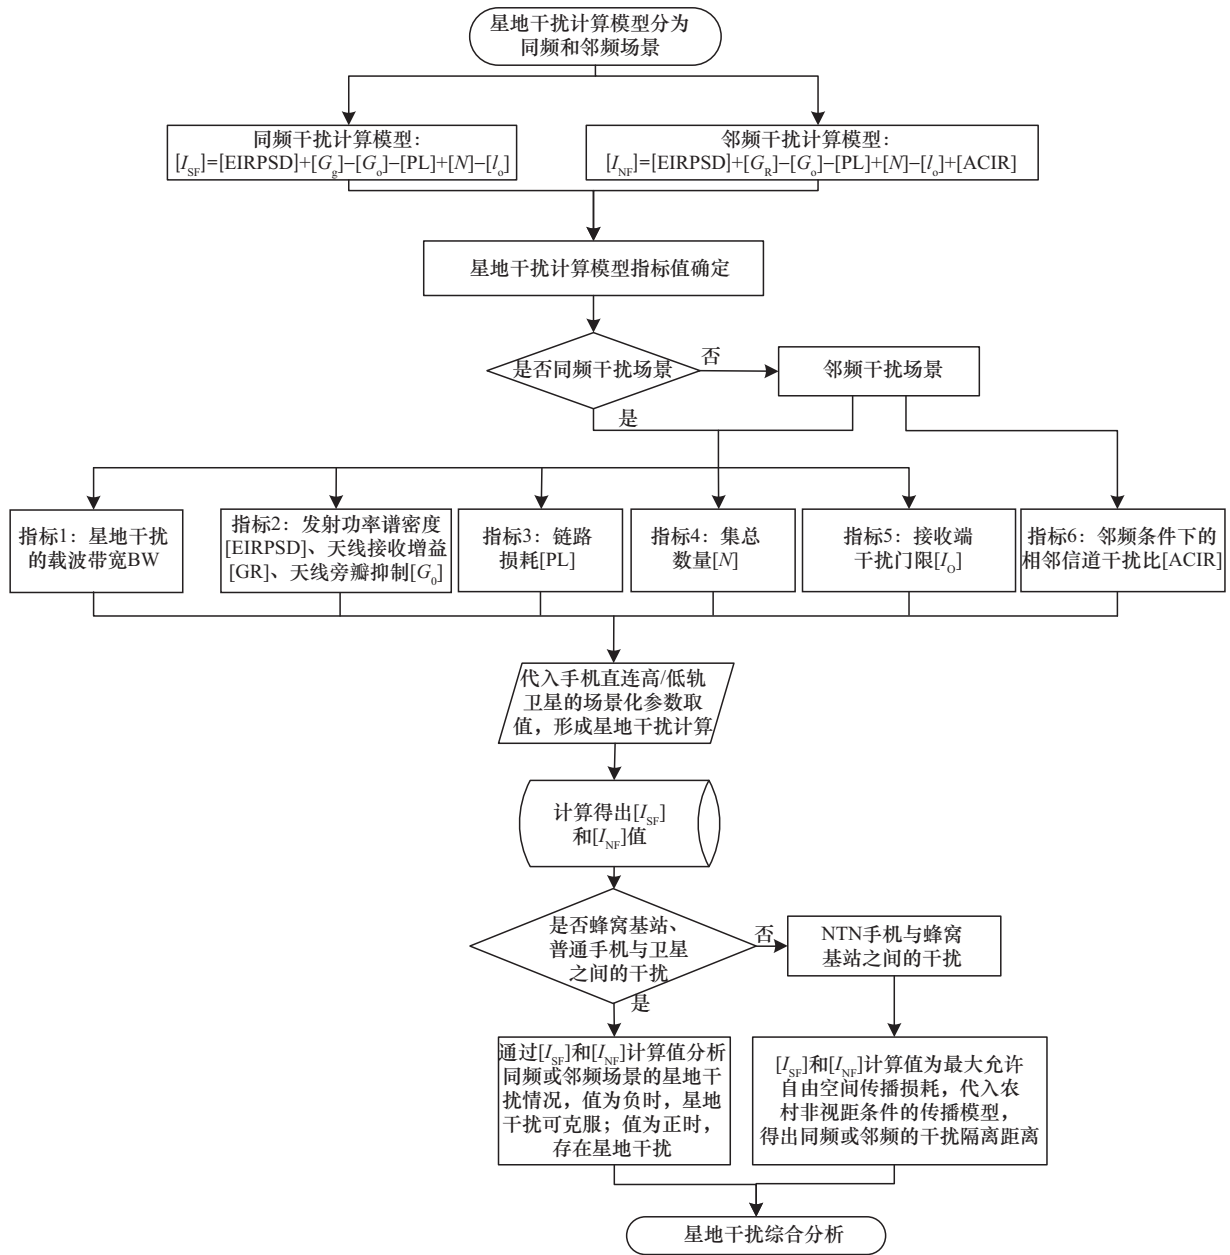 星地干扰计算模型分为
同频和邻频场景
同频干扰计算模型：
[I_SF]=[EIRPSD]+[G_g]−[G_o]−[PL]+[N]−[l_o]
邻频干扰计算模型：
[I_NF]=[EIRPSD]+[G_R]−[G_o]−[PL]+[N]−[l_o]+[ACIR]
星地干扰计算模型指标值确定
是否同频干扰场景
否
邻频干扰场景
是
指标1：星地干扰
的载波带宽BW
指标2：发射功率谱密度
[EIRPSD]、天线接收增益
[GR]、天线旁瓣抑制[G_0]
指标3：链路
损耗[PL]
指标4：集总
数量[N]
指标5：接收端
干扰门限[I_O]
指标6：邻频条件下的
相邻信道干扰比[ACIR]
代入手机直连高/低轨
卫星的场景化参数取
值，形成星地干扰计算
计算得出[I_SF]
和[I_NF]值
是否蜂窝基站、
普通手机与卫星
之间的干扰
否
NTN手机与蜂窝
基站之间的干扰
是
通过[I_SF]和[I_NF]计算值分析
同频或邻频场景的星地干
扰情况，值为负时，星地
干扰可克服；值为正时，
存在星地干扰
[I_SF]和[I_NF]计算值为最大允许
自由空间传播损耗，代入农
村非视距条件的传播模型，
得出同频或邻频的干扰隔离距离
星地干扰综合分析